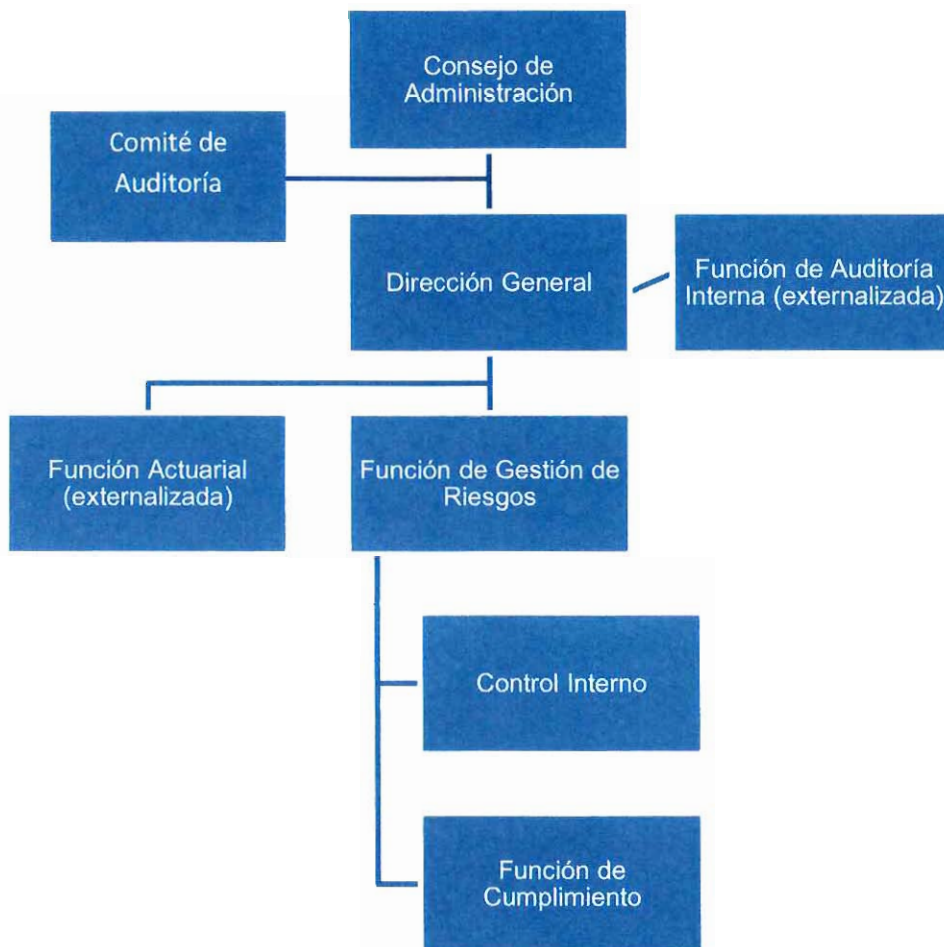 Consejo de
Administración
Comité de
Auditoría
Dirección General
Función de Auditoría
Interna (externalizada)
Función Actuarial
(externalizada)
Función de Gestión de
Riesgos
Control Interno
Función de
Cumplimiento